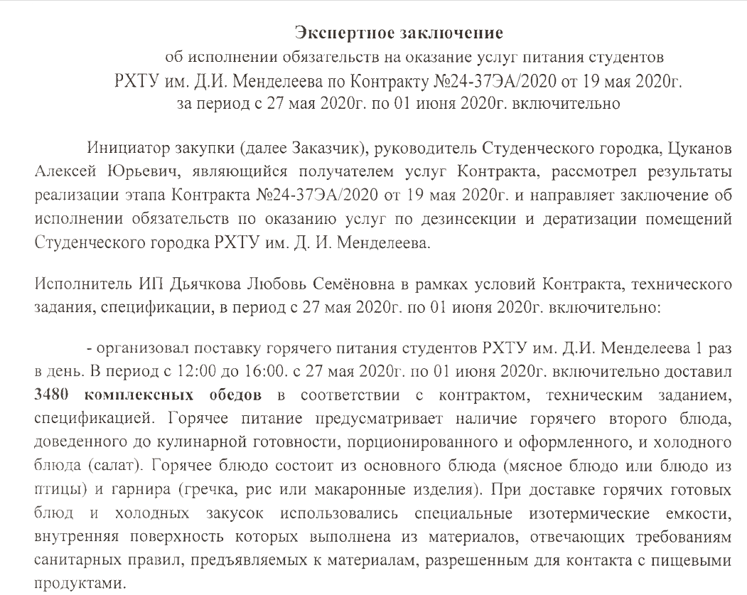 Экспертное заключение
об исполнении обязательств на оказание услуг питания студентов
РХТУ им. Д.И. Менделеева по Контракту №24-37ЭА/2020 от 19 мая 2020г.
за период с 27 мая 2020г. по 01 июня 2020г. включительно
Инициатор закупки (далее Заказчик), руководитель Студенческого городка, Цуканов
Алексей Юрьевич, являющийся получателем услуг Контракта, рассмотрел результаты
реализации этапа Контракта №24-37ЭА/2020 от 19 мая 2020г. и направляет заключение об
исполнении обязательств по оказанию услуг по дезинсекции и дератизации помещений
Студенческого городка РХТУ им. Д. И. Менделеева.
Исполнитель ИП Дьячкова Любовь Семёновна в рамках условий Контракта, технического
задания, спецификации, в период с 27 мая 2020г. по 01 июня 2020г. включительно:
- организовал поставку горячего питания студентов РХТУ им. Д.И. Менделеева 1 раз
в день. В период с 12:00 до 16:00. с 27 мая 2020г. по 01 июня 2020г. включительно доставил
3480 комплексных обедов в соответствии с контрактом, техническим заданием,
спецификацией. Горячее питание предусматривает наличие горячего второго блюда,
доведенного до кулинарной готовности, порционированного и оформленного, и холодного
блюда (салат). Горячее блюдо состоит из основного блюда (мясное блюдо или блюдо из
птицы) и гарнира (гречка, рис или макаронные изделия). При доставке горячих готовых
блюд и холодных закусок использовались специальные изотермические емкости,
внутренняя поверхность которых выполнена из материалов, отвечающих требованиям
санитарных правил, предъявляемых к материалам, разрешенным для контакта с пищевыми
продуктами.